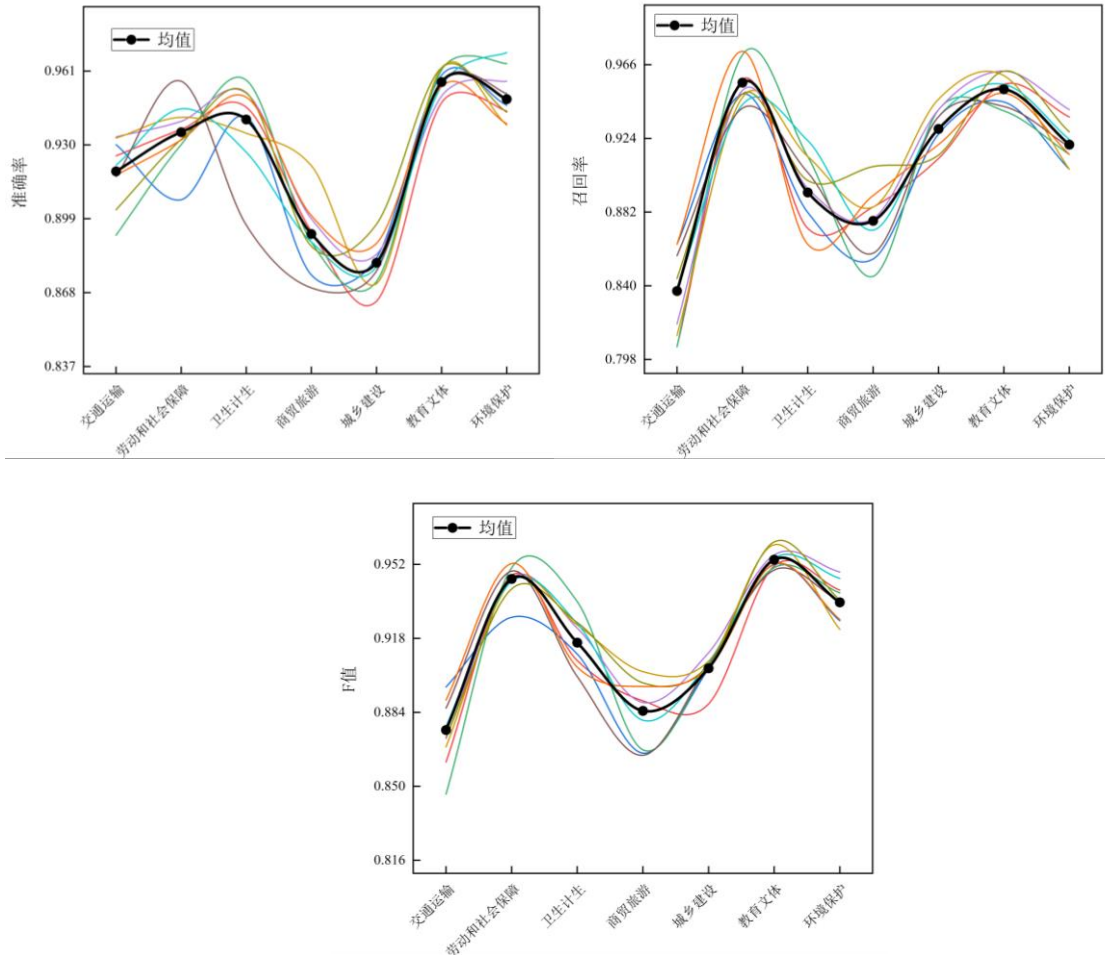 均值
准确率
0.961
0.930
0.899
0.868
0.837
交通运输
劳动和社会保障
卫生计生
商贸旅游
城乡建设
教育文体
环境保护
均值
召回率
0.966
0.924
0.882
0.840
0.798
交通运输
劳动和社会保障
卫生计生
商贸旅游
城乡建设
教育文体
环境保护
均值
F值
0.952
0.918
0.884
0.850
0.816
交通运输
劳动和社会保障
卫生计生
商贸旅游
城乡建设
教育文体
环境保护